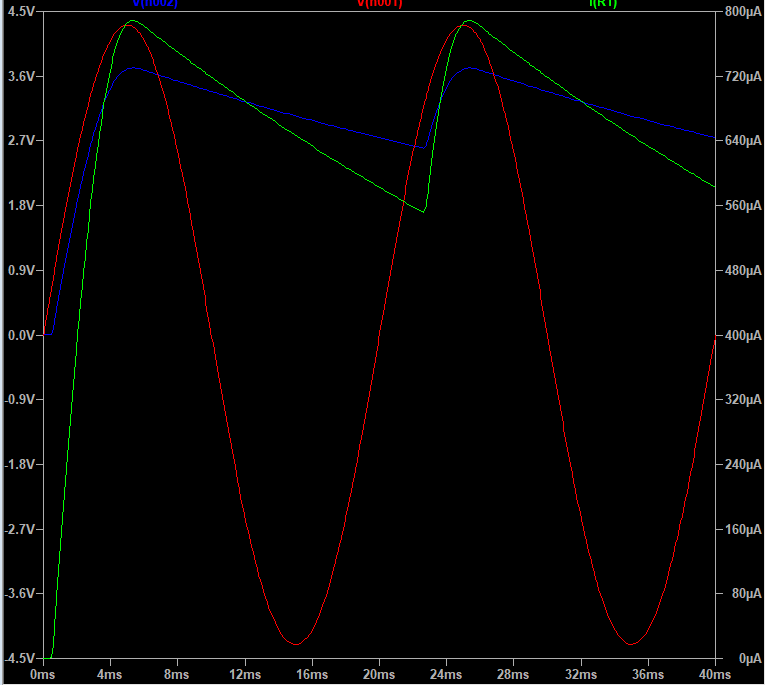 V(n002) V(n001) I(R1)
4.5V 800µA
3.6V 720µA
2.7V 640µA
1.8V 560µA
0.9V 480µA
0.0V 400µA
-0.9V 320µA
-1.8V 240µA
-2.7V 160µA
-3.6V 80µA
-4.5V 0µA
0ms 4ms 8ms 12ms 16ms 20ms 24ms 28ms 32ms 36ms 40ms